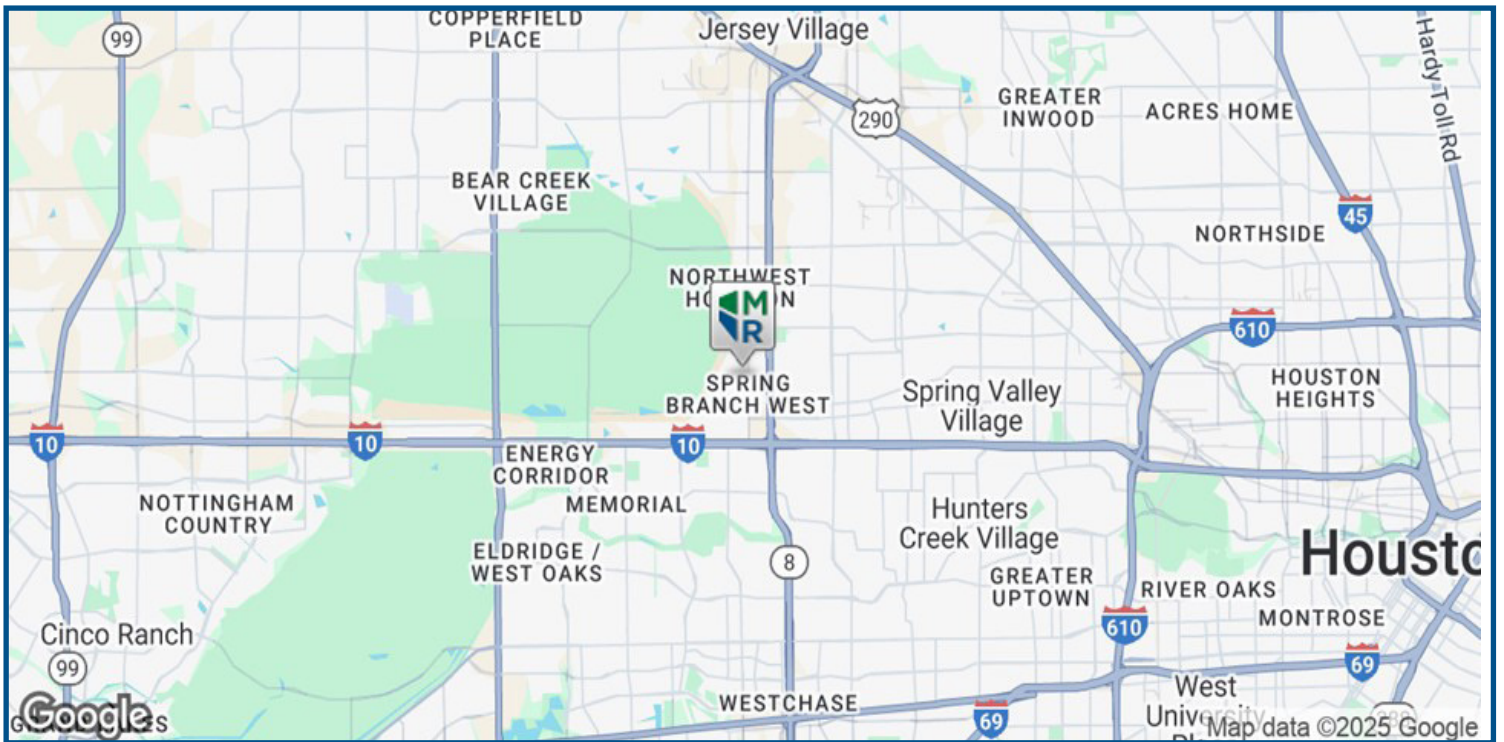 COPPERFIELD
PLACE
Jersey Village
99
290
GREATER
INWOOD
ACRES HOME
Hardy Toll Rd
BEAR CREEK
VILLAGE
45
NORTHSIDE
NORTHWEST
M
R
610
SPRING
BRANCH WEST
Spring Valley
Village
HOUSTON
HEIGHTS
10
10
10
ENERGY
CORRIDOR
NOTTINGHAM
COUNTRY
MEMORIAL
Hunters
Creek Village
ELDRIDGE /
WEST OAKS
8
GREATER
UPTOWN
RIVER OAKS
Houst
MONTROSE
610
Cinco Ranch
99
69
WESTCHASE
69
West
Google
Map data ©2025 Google